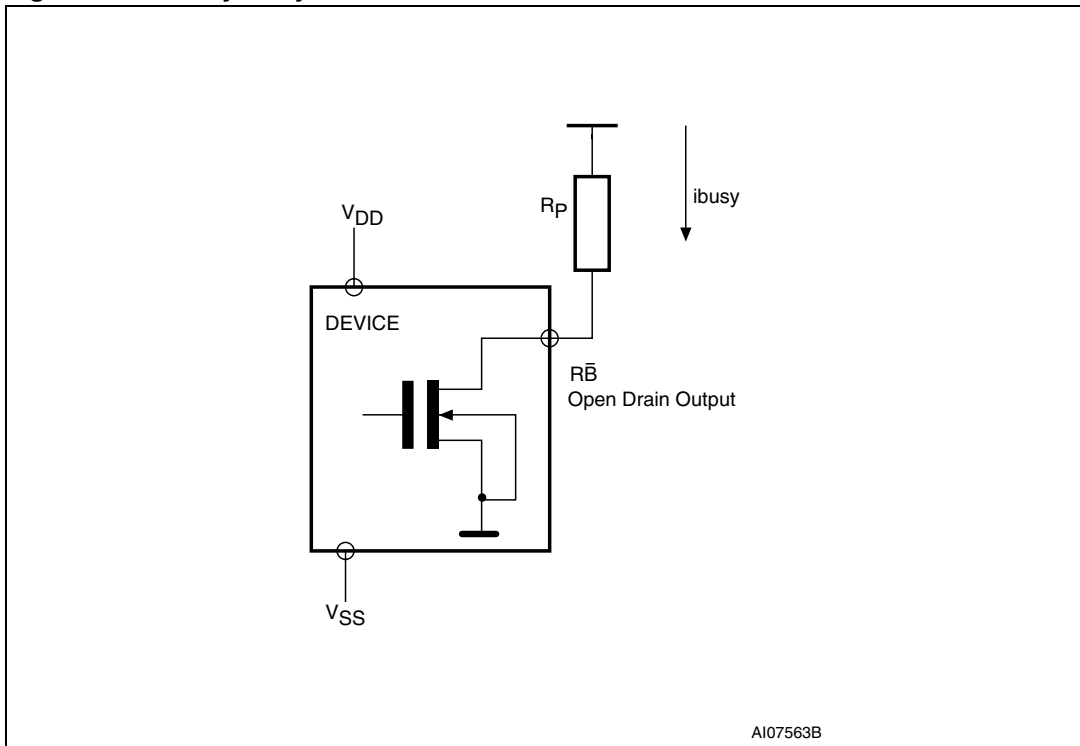 RP
ibusy
VDD
DEVICE
RB̅
Open Drain Output
VSS
AI07563B